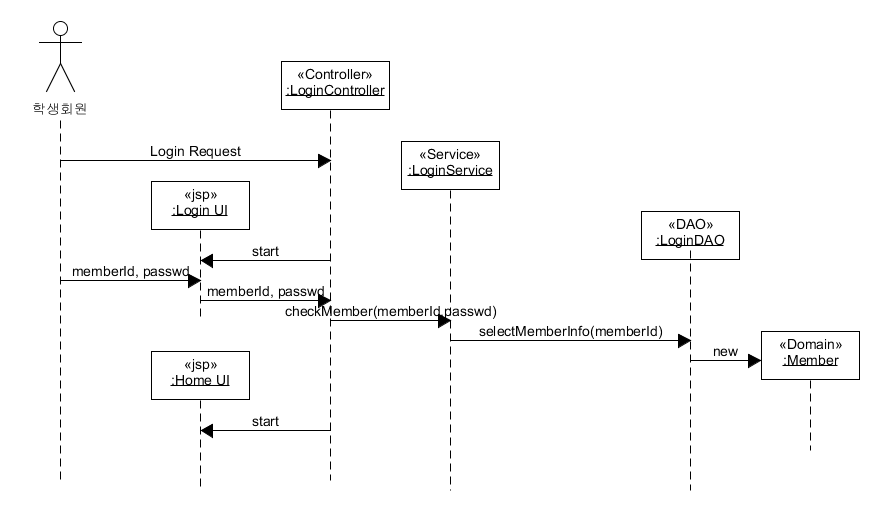 학생회원
«Controller»
:LoginController
Login Request
«Service»
:LoginService
«jsp»
:Login UI
«DAO»
:LoginDAO
start
memberId, passwd
memberId, passwd
checkMember(memberId,passwd)
selectMemberInfo(memberId)
«Domain»
:Member
new
«jsp»
:Home UI
start